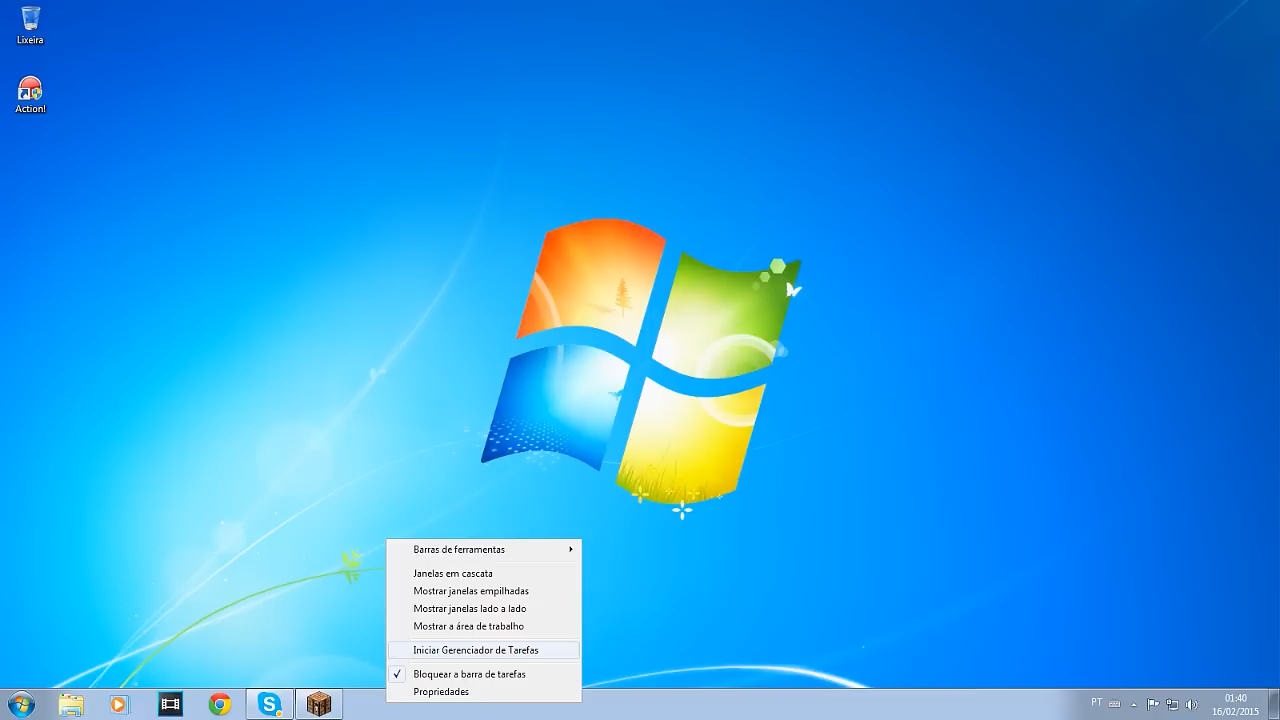 Lixeira
Action!
Barras de ferramentas
Janelas em cascata
Mostrar janelas empilhadas
Mostrar janelas lado a lado
Mostrar a área de trabalho
Iniciar Gerenciador de Tarefas
Bloquear a barra de tarefas
Propriedades
PT
01:40
16/02/2015